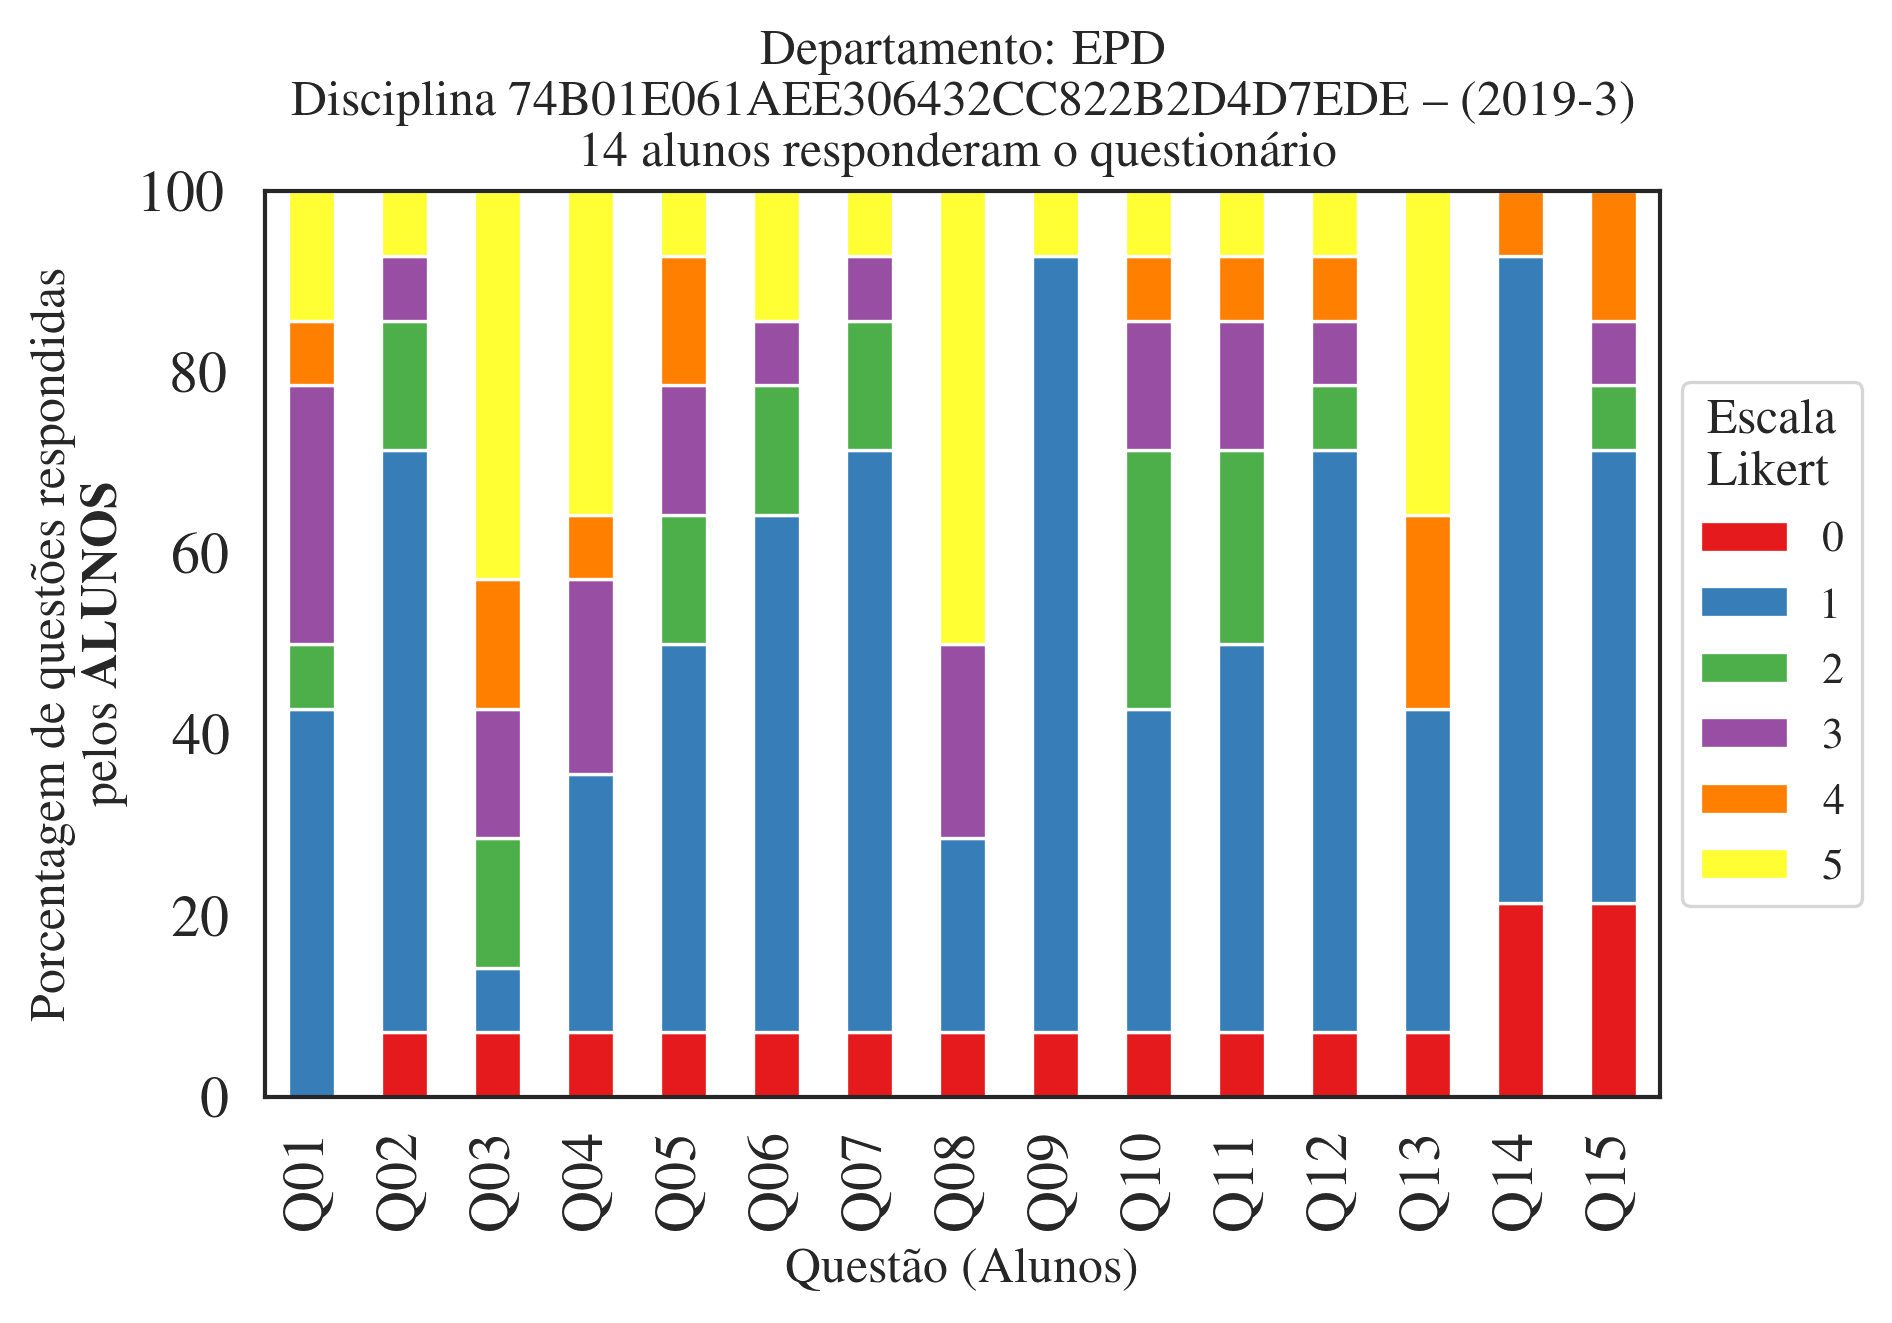 Departamento: EPD
Disciplina 74B01E061AEE306432CC822B2D4D7EDE – (2019-3)
14 alunos responderam o questionário
Porcentagem de questões respondidas
pelos ALUNOS
100
80
60
40
20
0
Q01
Q02
Q03
Q04
Q05
Q06
Q07
Q08
Q09
Q10
Q11
Q12
Q13
Q14
Q15
Questão (Alunos)
Escala
Likert
0
1
2
3
4
5